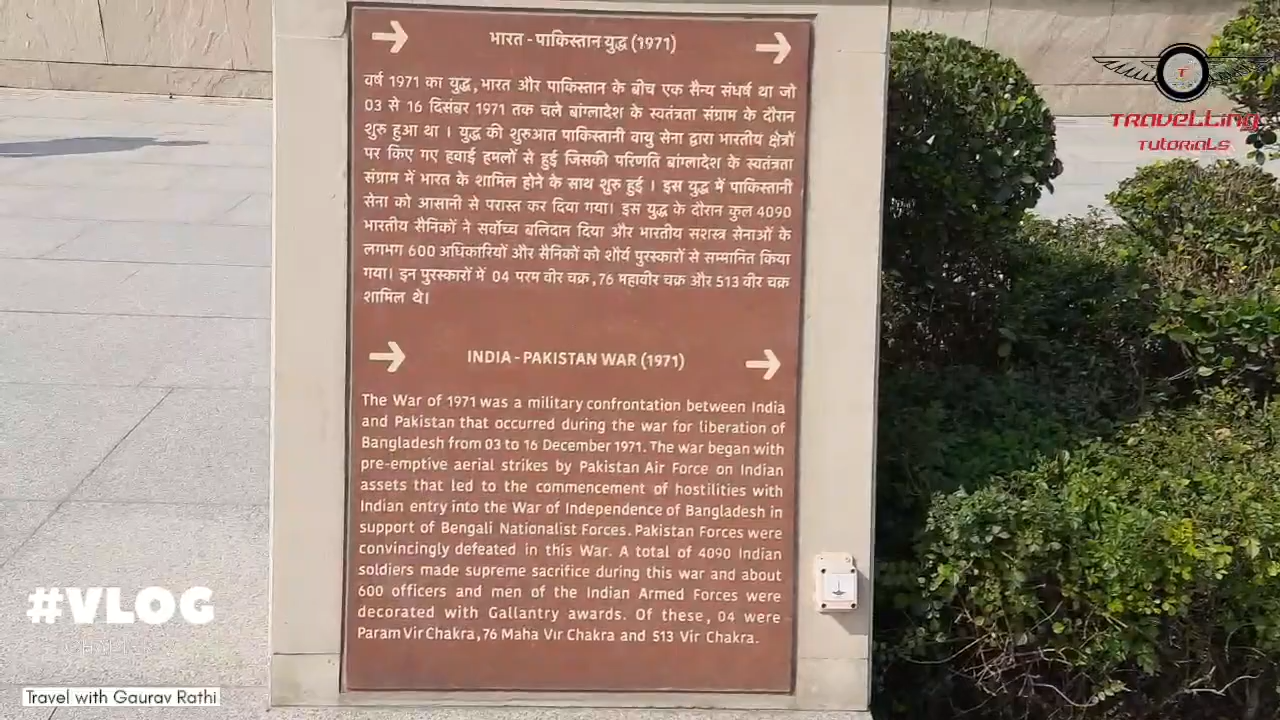 भारत - पाकिस्तान युद्ध (1971)
वर्ष 1971 का युद्ध, भारत और पाकिस्तान के बीच एक सैन्य संघर्ष था जो
03 से 16 दिसंबर 1971 तक चले बांग्लादेश के स्वतंत्रता संग्राम के दौरान
शुरु हुआ था । युद्ध की शुरुआत पाकिस्तानी वायु सेना द्वारा भारतीय क्षेत्रों
पर किए गए हवाई हमलों से हुई जिसकी परिणति बांग्लादेश के स्वतंत्रता
संग्राम में भारत के शामिल होने के साथ शुरु हुई । इस युद्ध में पाकिस्तानी
सेना को आसानी से परास्त कर दिया गया। इस युद्ध के दौरान कुल 4090
भारतीय सैनिकों ने सर्वोच्च बलिदान दिया और भारतीय सशस्त्र सेनाओं के
लगभग 600 अधिकारियों और सैनिकों को शौर्य पुरस्कारों से सम्मानित किया
गया। इन पुरस्कारों में 04 परम वीर चक्र, 76 महावीर चक्र और 513 वीर चक्र
शामिल थे।
INDIA - PAKISTAN WAR (1971)
The War of 1971 was a military confrontation between India
and Pakistan that occurred during the war for liberation of
Bangladesh from 03 to 16 December 1971. The war began with
pre-emptive aerial strikes by Pakistan Air Force on Indian
assets that led to the commencement of hostilities with
Indian entry into the War of Independence of Bangladesh in
support of Bengali Nationalist Forces. Pakistan Forces were
convincingly defeated in this War. A total of 4090 Indian
soldiers made supreme sacrifice during this war and about
600 officers and men of the Indian Armed Forces were
decorated with Gallantry awards. Of these, 04 were
Param Vir Chakra, 76 Maha Vir Chakra and 513 Vir Chakra.
T
TRAVELLING
TUTORIALS
#VLOG
Travel with Gaurav Rathi